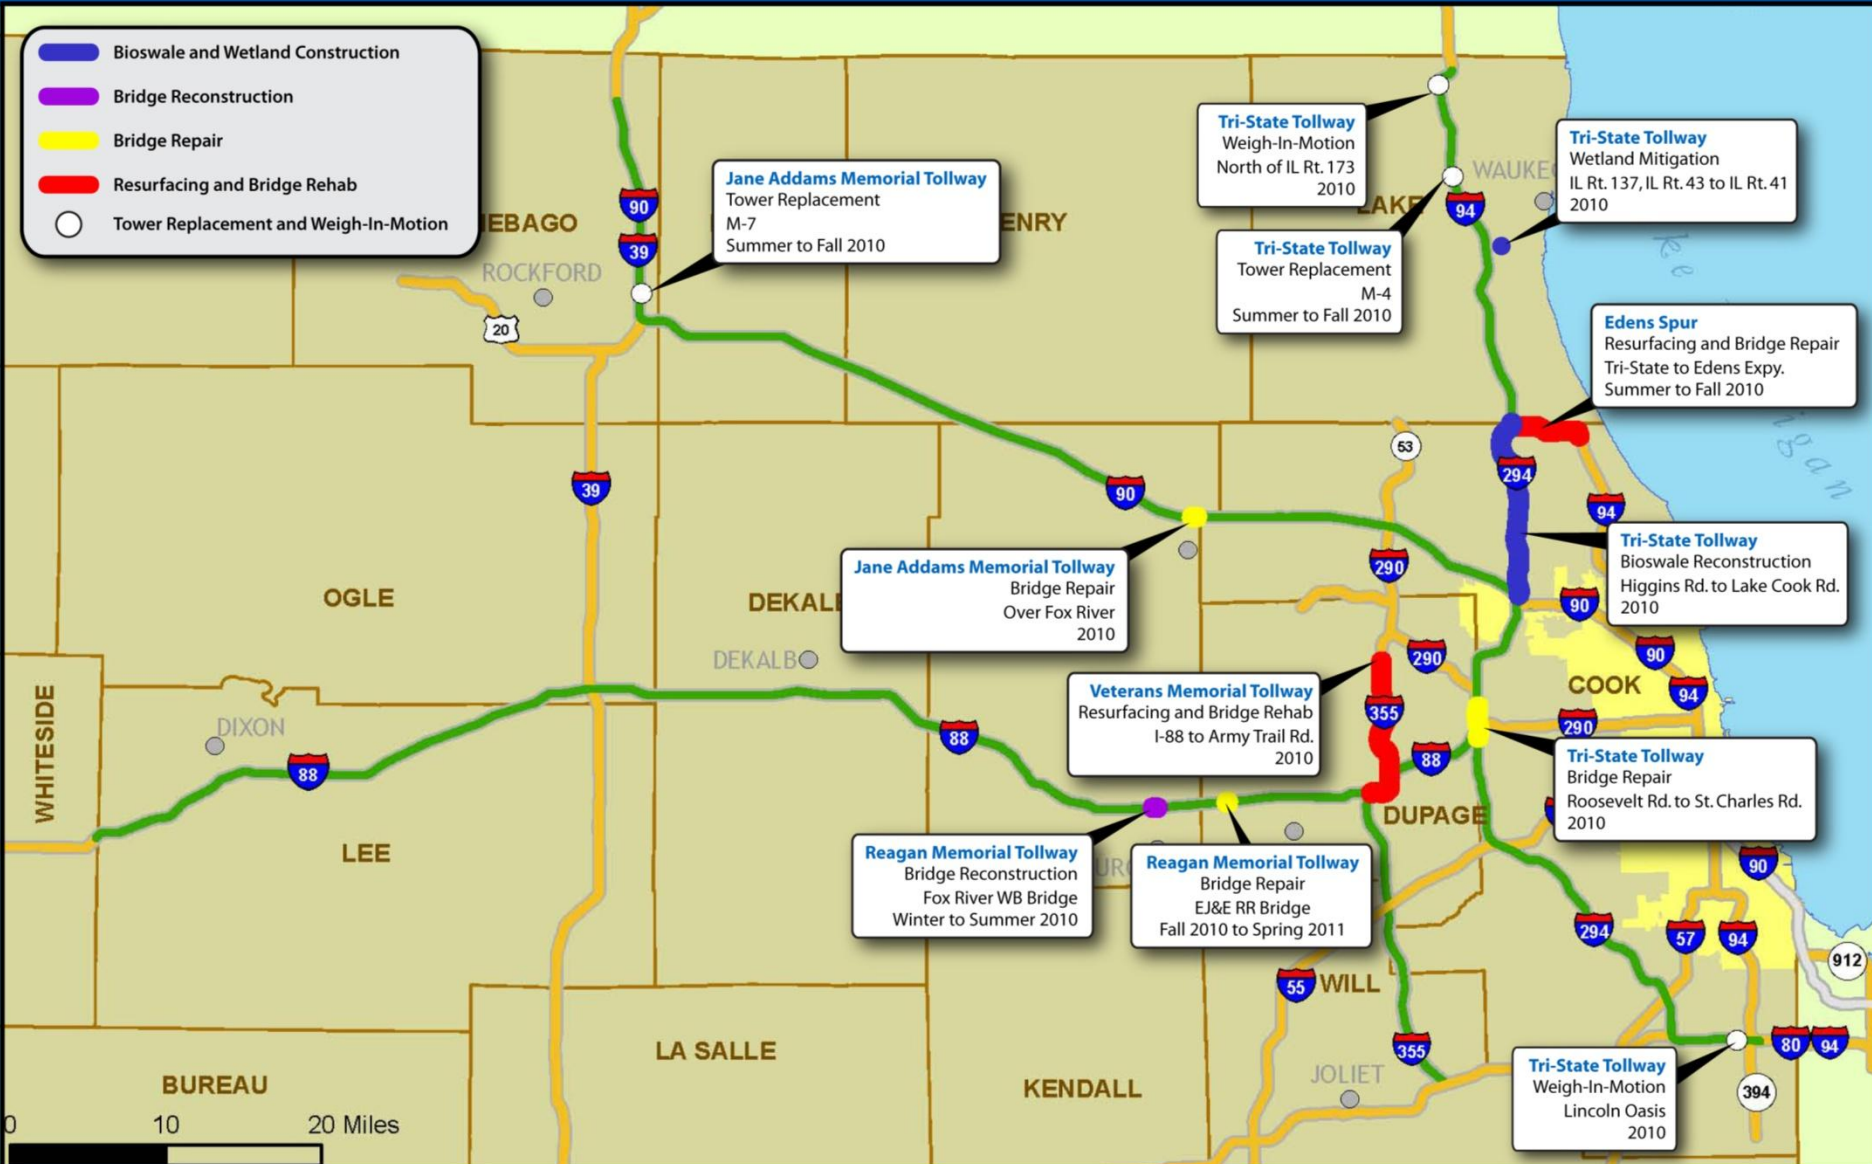 Bioswale and Wetland Construction
Bridge Reconstruction
Bridge Repair
Resurfacing and Bridge Rehab
Tower Replacement and Weigh-In-Motion
Jane Addams Memorial Tollway
Tower Replacement
M-7
Summer to Fall 2010
Tri-State Tollway
Weigh-In-Motion
North of IL Rt. 173
2010
Tri-State Tollway
Wetland Mitigation
IL Rt. 137, IL Rt. 43 to IL Rt. 41
2010
Tri-State Tollway
Tower Replacement
M-4
Summer to Fall 2010
Edens Spur
Resurfacing and Bridge Repair
Tri-State to Edens Expy.
Summer to Fall 2010
Jane Addams Memorial Tollway
Bridge Repair
Over Fox River
2010
Tri-State Tollway
Bioswale Reconstruction
Higgins Rd. to Lake Cook Rd.
2010
Veterans Memorial Tollway
Resurfacing and Bridge Rehab
I-88 to Army Trail Rd.
2010
Tri-State Tollway
Bridge Repair
Roosevelt Rd. to St. Charles Rd.
2010
Reagan Memorial Tollway
Bridge Reconstruction
Fox River WB Bridge
Winter to Summer 2010
Reagan Memorial Tollway
Bridge Repair
EJ&E RR Bridge
Fall 2010 to Spring 2011
Tri-State Tollway
Weigh-In-Motion
Lincoln Oasis
2010
EBAGO
ENRY
LAKE
WAUKE
ROCKFORD
OGLE
DEKAL
DEKALB
DIXON
WHITESIDE
LEE
COOK
DUPAGE
URO
WILL
JOLIET
LA SALLE
KENDALL
BUREAU
ke
igan
90
39
20
94
53
294
39
90
94
290
90
290
90
94
355
290
88
88
88
90
294
57
94
912
55
355
80
94
394
0 10 20 Miles